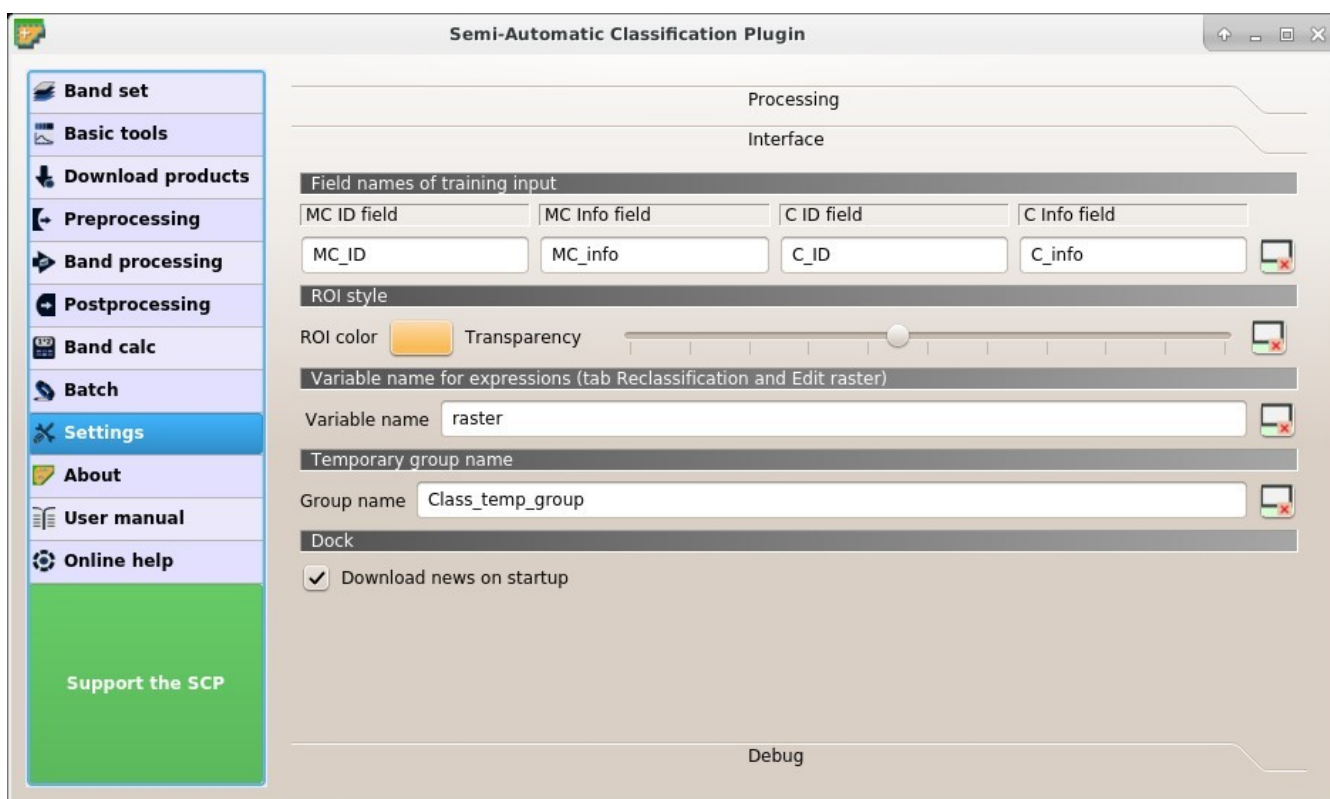 Semi-Automatic Classification Plugin
Band set
Basic tools
Download products
Preprocessing
Band processing
Postprocessing
Band calc
Batch
Settings
About
User manual
Online help
Support the SCP
Processing
Interface
Field names of training input
MC ID field MC Info field C ID field C Info field
MC_ID MC_info C_ID C_info
ROI style
ROI color Transparency
Variable name for expressions (tab Reclassification and Edit raster)
Variable name raster
Temporary group name
Group name Class_temp_group
Dock
Download news on startup
Debug